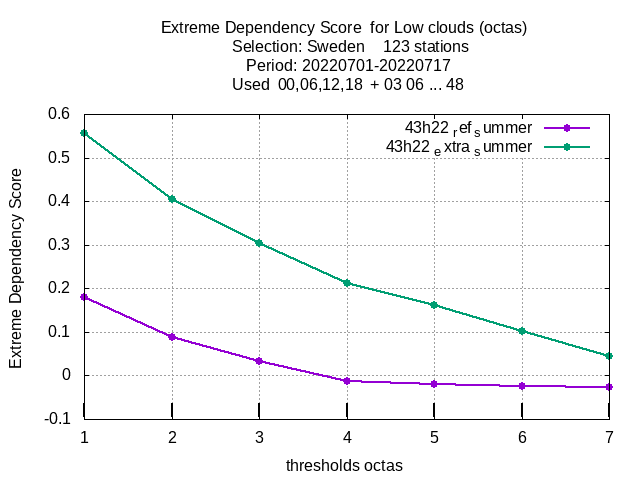 Extreme Dependency Score  for Low clouds (octas)
Selection: Sweden    123 stations
Period: 20220701-20220717
Used  00,06,12,18  + 03 06 ... 48
43h22 ref summer
43h22 extra summer
Extreme Dependency Score
0.6
0.5
0.4
0.3
0.2
0.1
0
-0.1
1 2 3 4 5 6 7
thresholds octas